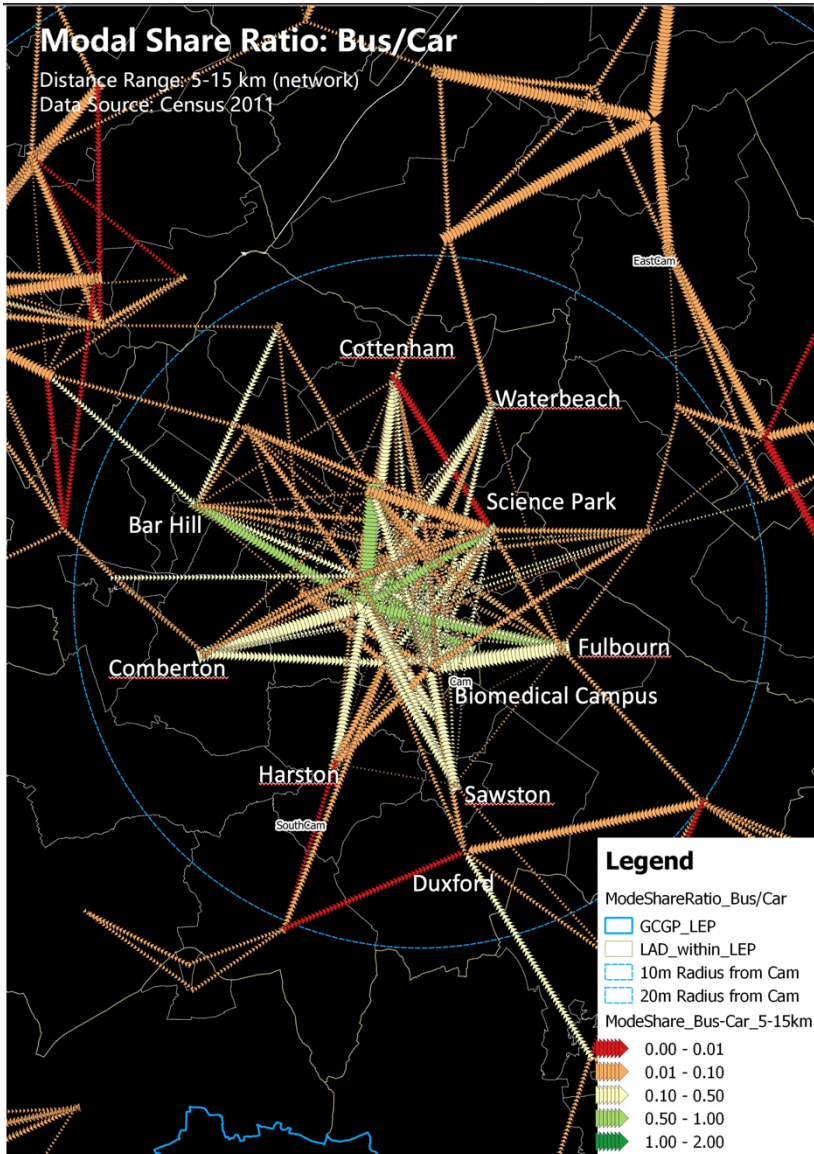 Modal Share Ratio: Bus/Car
Distance Range: 5-15 km (network)
Data Source: Census 2011
EastCam
Cottenham
Waterbeach
Science Park
Bar Hill
Fulbourn
Comberton
Cam
Biomedical Campus
Harston
Sawston
SouthCam
Duxford
Legend
ModeShareRatio_Bus/Car
GCGP_LEP
LAD_within_LEP
10m Radius from Cam
20m Radius from Cam
ModeShare_Bus-Car_5-15km
0.00 - 0.01
0.01 - 0.10
0.10 - 0.50
0.50 - 1.00
1.00 - 2.00